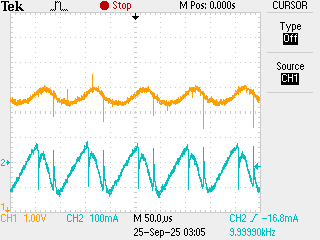 Tek Stop M Pos: 0.000s CURSOR
Type
Off
Source
CH1
2
1
CH1 1.00V CH2 100mA M 50.0µs CH2 -16.8mA
25-Sep-25 03:05 9.99990kHz